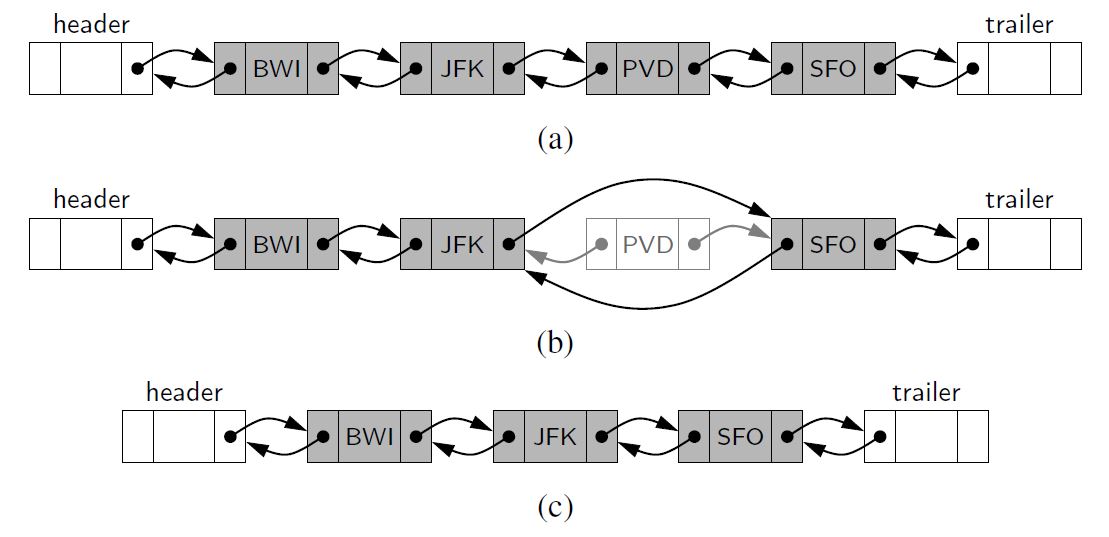 header trailer
BWI JFK PVD SFO
(a)
header trailer
BWI JFK PVD SFO
(b)
header trailer
BWI JFK SFO
(c)